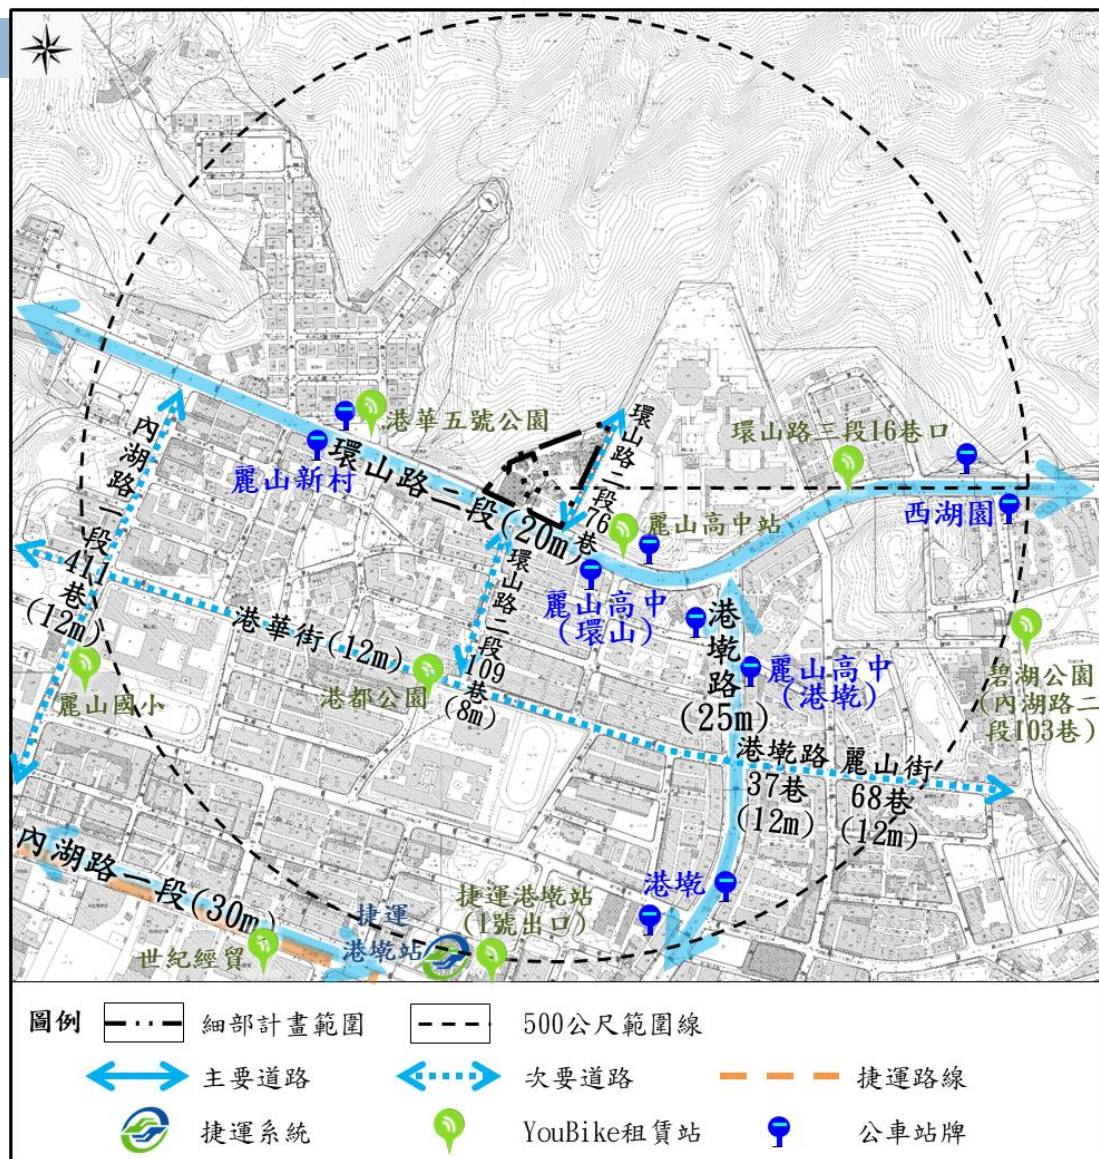 N
港華五號公園
麗山新村
環山路二段(20m)
環山路二段76巷
環山路三段16巷口
麗山高中站
西湖園
內湖路一段
411
巷
(12m)
環山路二段
109
巷
(8m)
麗山高中
(環山)
港墘路
(25m)
麗山高中
(港墘)
港華街(12m)
港都公園
麗山國小
碧湖公園
(內湖路二
段103巷)
港墘路
37巷
(12m)
麗山街
68巷
(12m)
內湖路一段(30m)
世紀經貿
捷運
港墘站
捷運港墘站
(1號出口)
港墘
圖例
細部計畫範圍
500公尺範圍線
主要道路
次要道路
捷運路線
捷運系統
YouBike租賃站
公車站牌